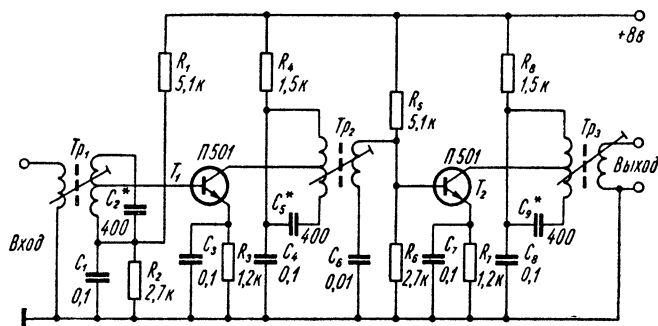 +8в
R₁
5,1к
R₄
1,5к
R₅
5,1к
R₈
1,5к
Тр₁
Тр₂
Тр₃
П501
П501
Т₁
Т₂
Вход
Выход
C₂*
400
C₅*
400
C₉*
400
C₁
0,1
R₂
2,7к
C₃
0,1
R₃
1,2к
C₄
0,1
C₆
0,01
R₆
2,7к
C₇
0,1
R₇
1,2к
C₈
0,1